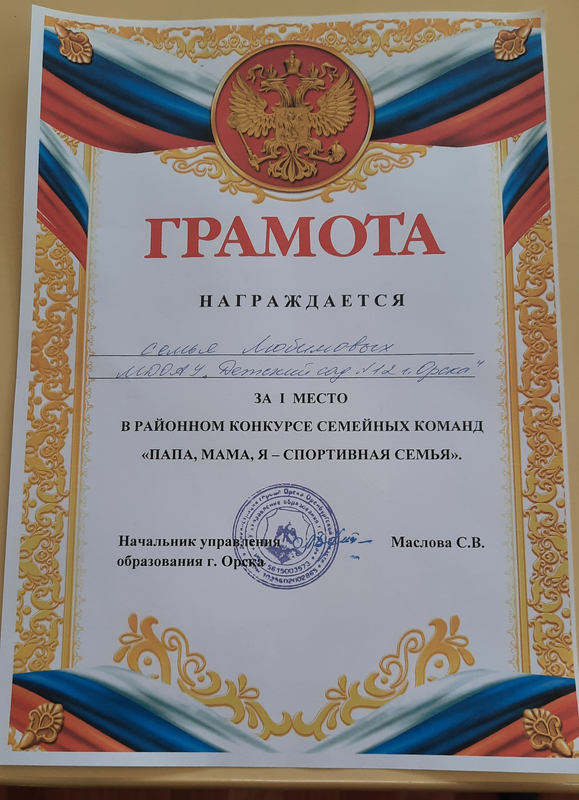 ГРАМОТА
НАГРАЖДАЕТСЯ
семья Любимовых
МДОАУ „Детский сад №12 г. Орска"
ЗА I МЕСТО
В РАЙОННОМ КОНКУРСЕ СЕМЕЙНЫХ КОМАНД
«ПАПА, МАМА, Я – СПОРТИВНАЯ СЕМЬЯ».
Начальник управления
Маслова С.В.
образования г. Орска